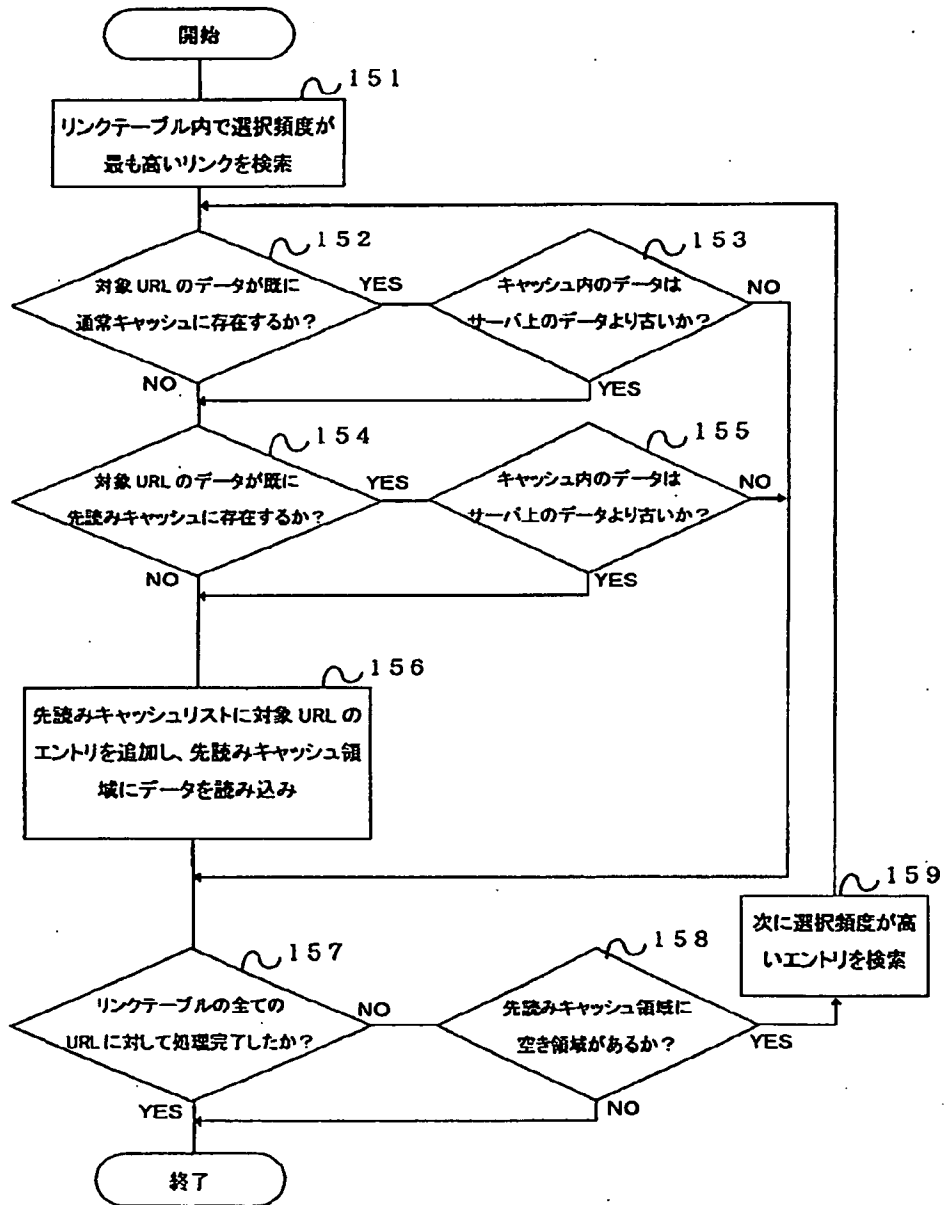 開始
151
リンクテーブル内で選択頻度が
最も高いリンクを検索
152
対象 URL のデータが既に
通常キャッシュに存在するか？
YES
NO
153
キャッシュ内のデータは
サーバ上のデータより古いか？
NO
YES
154
対象 URL のデータが既に
先読みキャッシュに存在するか？
YES
NO
155
キャッシュ内のデータは
サーバ上のデータより古いか？
NO
YES
156
先読みキャッシュリストに対象 URL の
エントリを追加し、先読みキャッシュ領
域にデータを読み込み
157
リンクテーブルの全ての
URL に対して処理完了したか？
NO
YES
158
先読みキャッシュ領域に
空き領域があるか？
YES
NO
159
次に選択頻度が高
いエントリを検索
終了